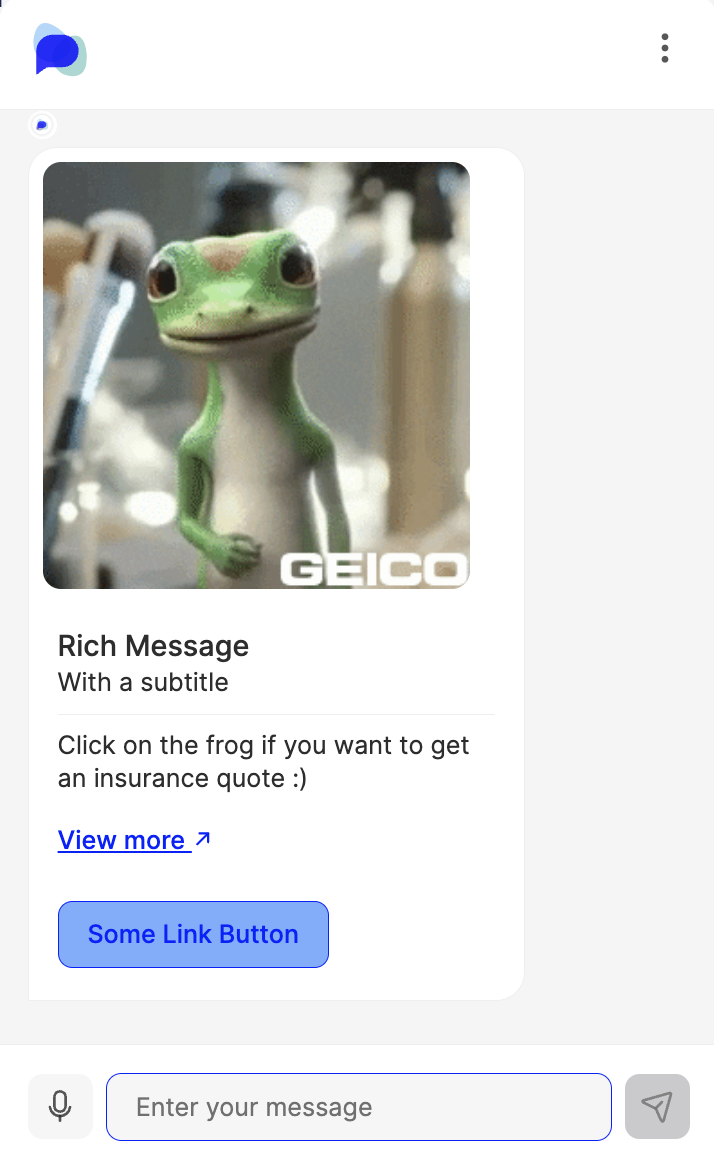 GEICO
Rich Message
With a subtitle
Click on the frog if you want to get
an insurance quote :)
View more ↗
Some Link Button
Enter your message